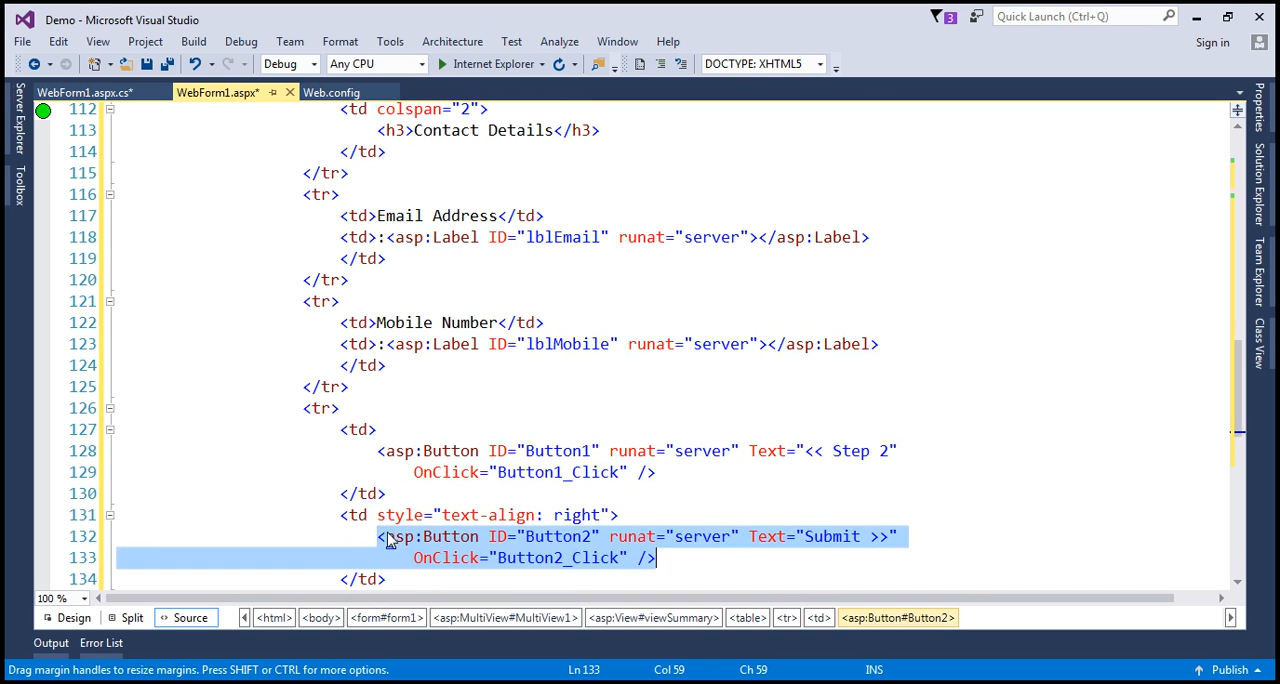 Demo - Microsoft Visual Studio
3
Quick Launch (Ctrl+Q)
File Edit View Project Build Debug Team Format Tools Architecture Test Analyze Window Help
Sign in
Debug Any CPU Internet Explorer DOCTYPE: XHTML5
WebForm1.aspx.cs* WebForm1.aspx* Web.config
Server Explorer
Toolbox
112 <td colspan="2">
113 <h3>Contact Details</h3>
114 </td>
115 </tr>
116 <tr>
117 <td>Email Address</td>
118 <td>:<asp:Label ID="lblEmail" runat="server"></asp:Label>
119 </td>
120 </tr>
121 <tr>
122 <td>Mobile Number</td>
123 <td>:<asp:Label ID="lblMobile" runat="server"></asp:Label>
124 </td>
125 </tr>
126 <tr>
127 <td>
128 <asp:Button ID="Button1" runat="server" Text="<< Step 2"
129 OnClick="Button1_Click" />
130 </td>
131 <td style="text-align: right">
132 <asp:Button ID="Button2" runat="server" Text="Submit >>"
133 OnClick="Button2_Click" />
134 </td>
Properties
Solution Explorer
Team Explorer
Class View
100 %
Design Split Source <html> <body> <form#form1> <asp:MultiView#MultiView1> <asp:View#viewSummary> <table> <tr> <td> <asp:Button#Button2>
Output Error List
Drag margin handles to resize margins. Press SHIFT or CTRL for more options. Ln 133 Col 59 Ch 59 INS Publish